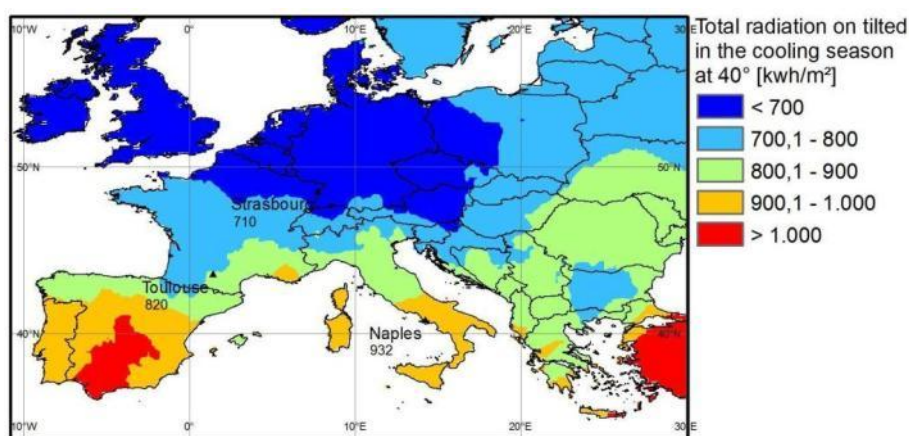 10°W 0° 10°E 20°E 30°E
60°N
50°N 50°N
40°N 40°N
10°W 0° 10°E 20°E 30°E
Strasbourg
710
Toulouse
820
Naples
932
Total radiation on tilted
in the cooling season
at 40° [kwh/m²]
< 700
700,1 - 800
800,1 - 900
900,1 - 1.000
> 1.000